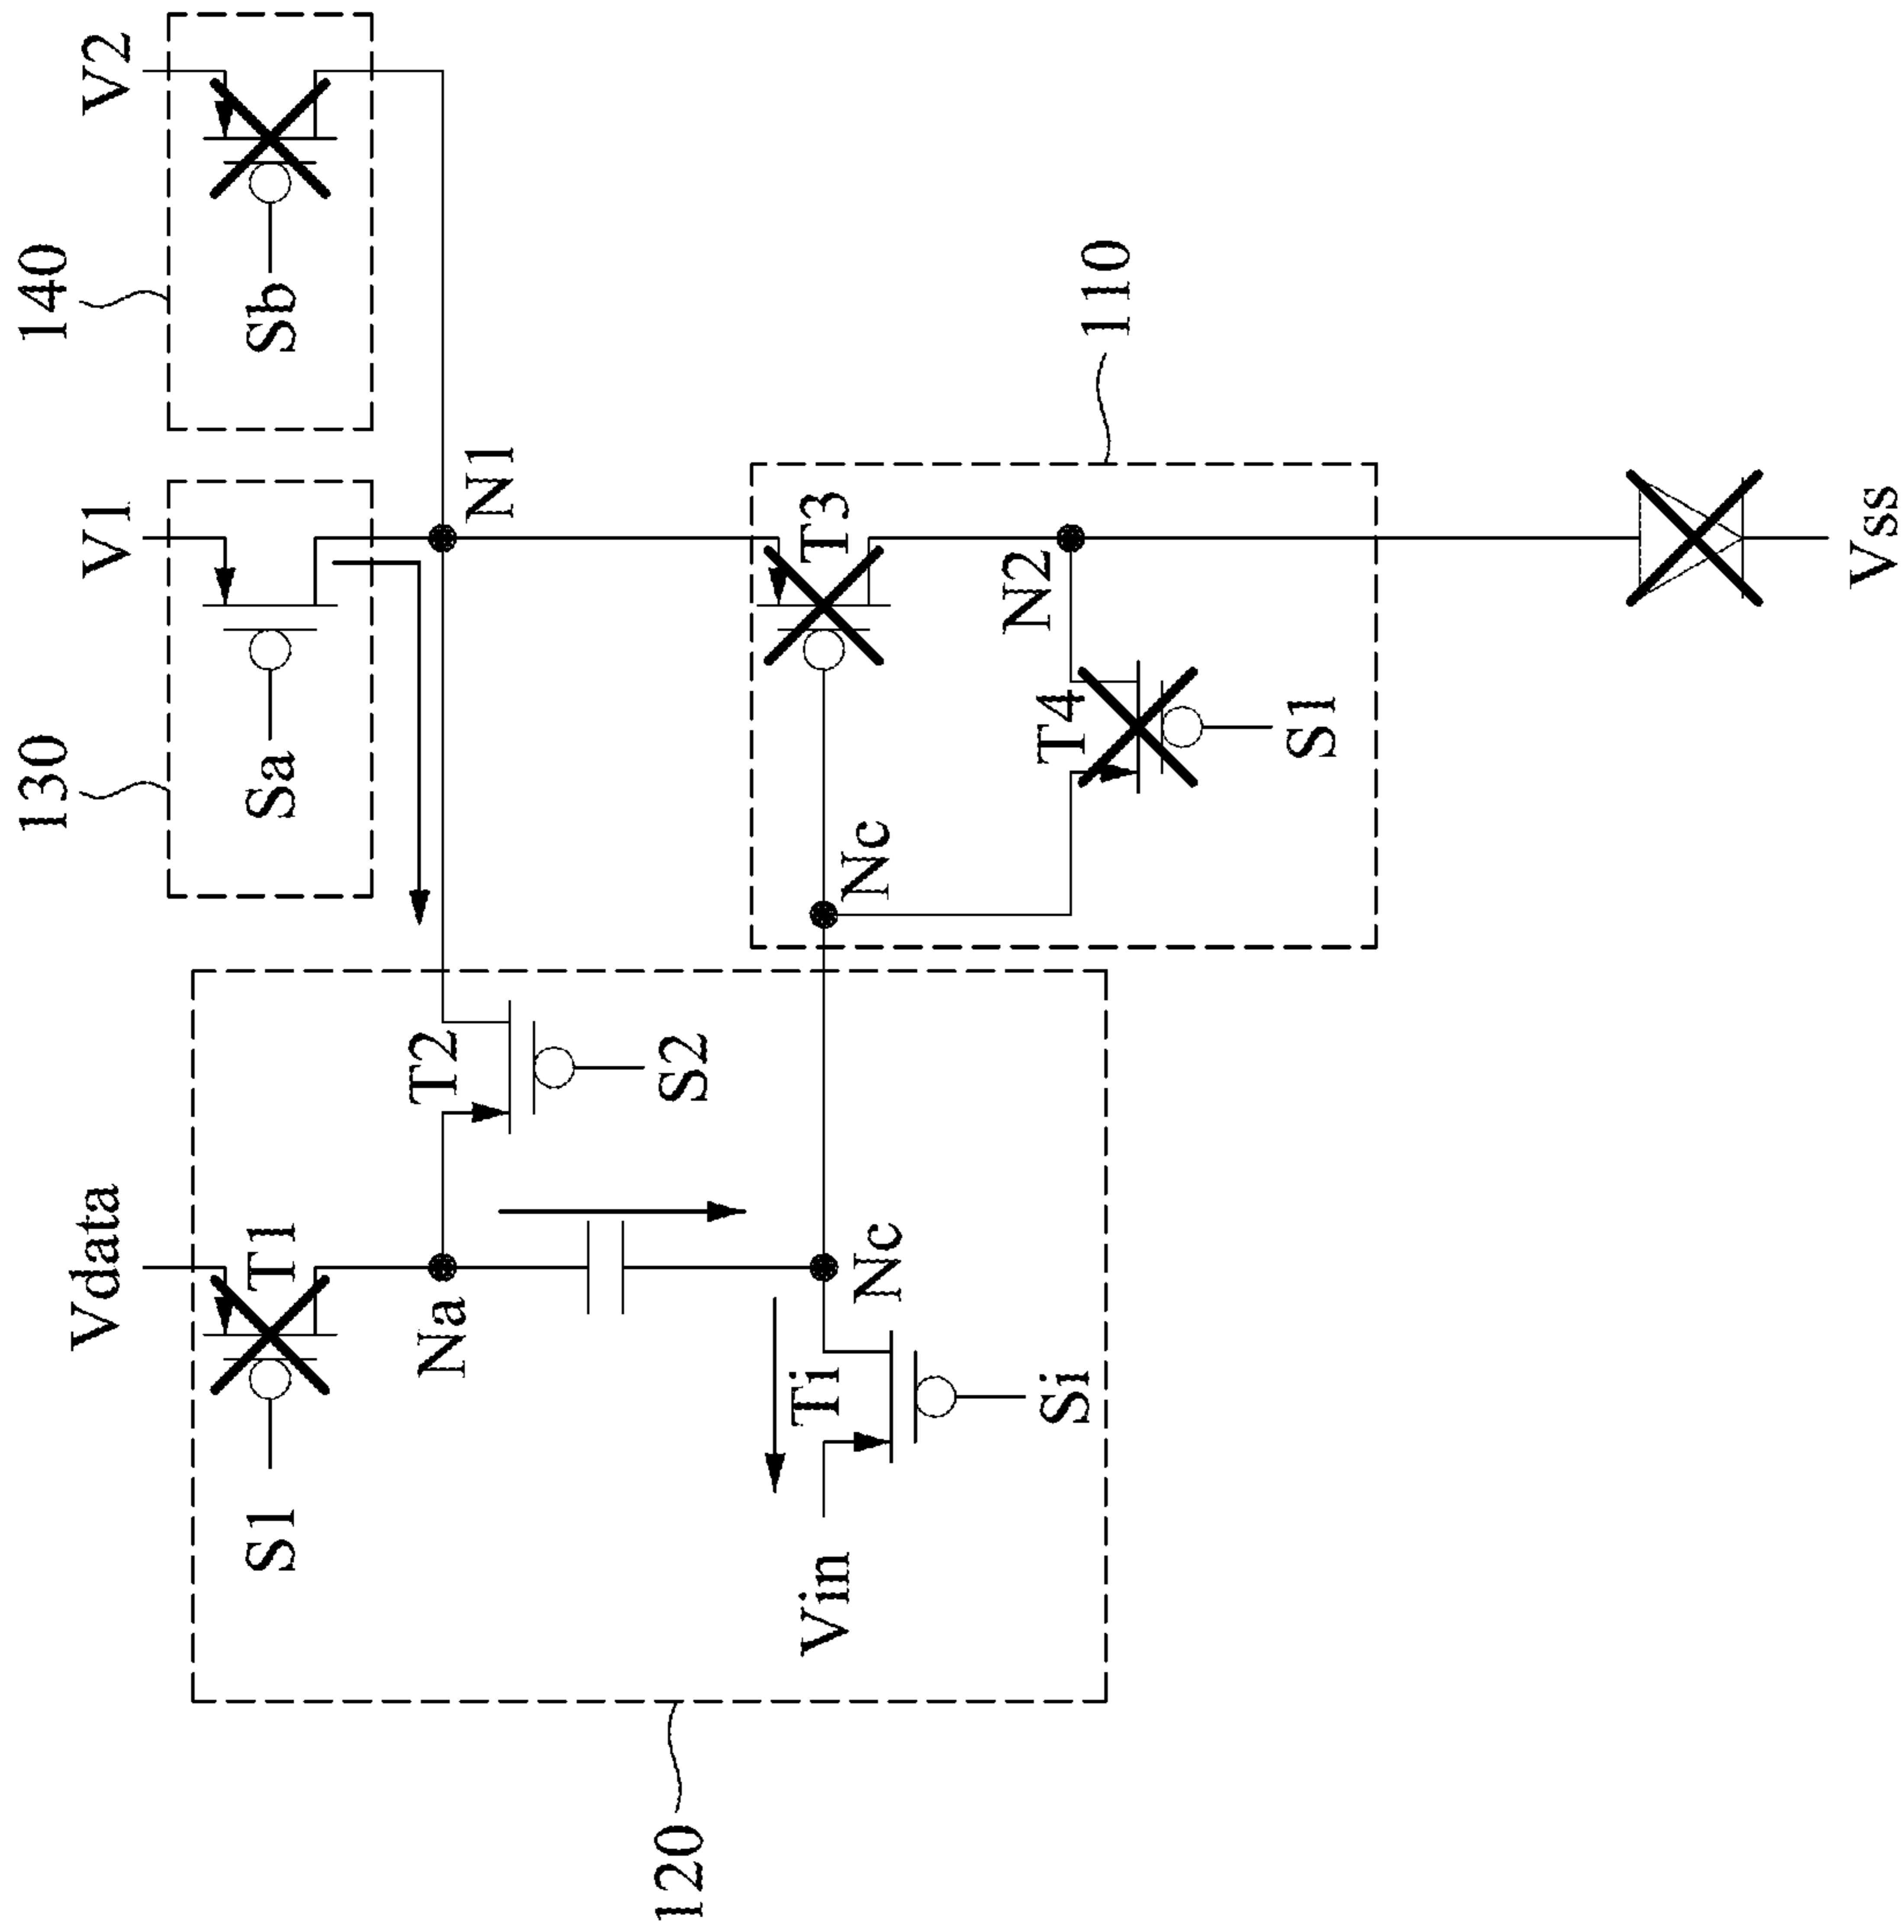 130
140
V1
V2
Sa
Sb
Vdata
S1
T1
N1
T2
Na
S2
120
Nc
Nc
T3
110
Vin
Ti
Si
N2
T4
S1
Vss